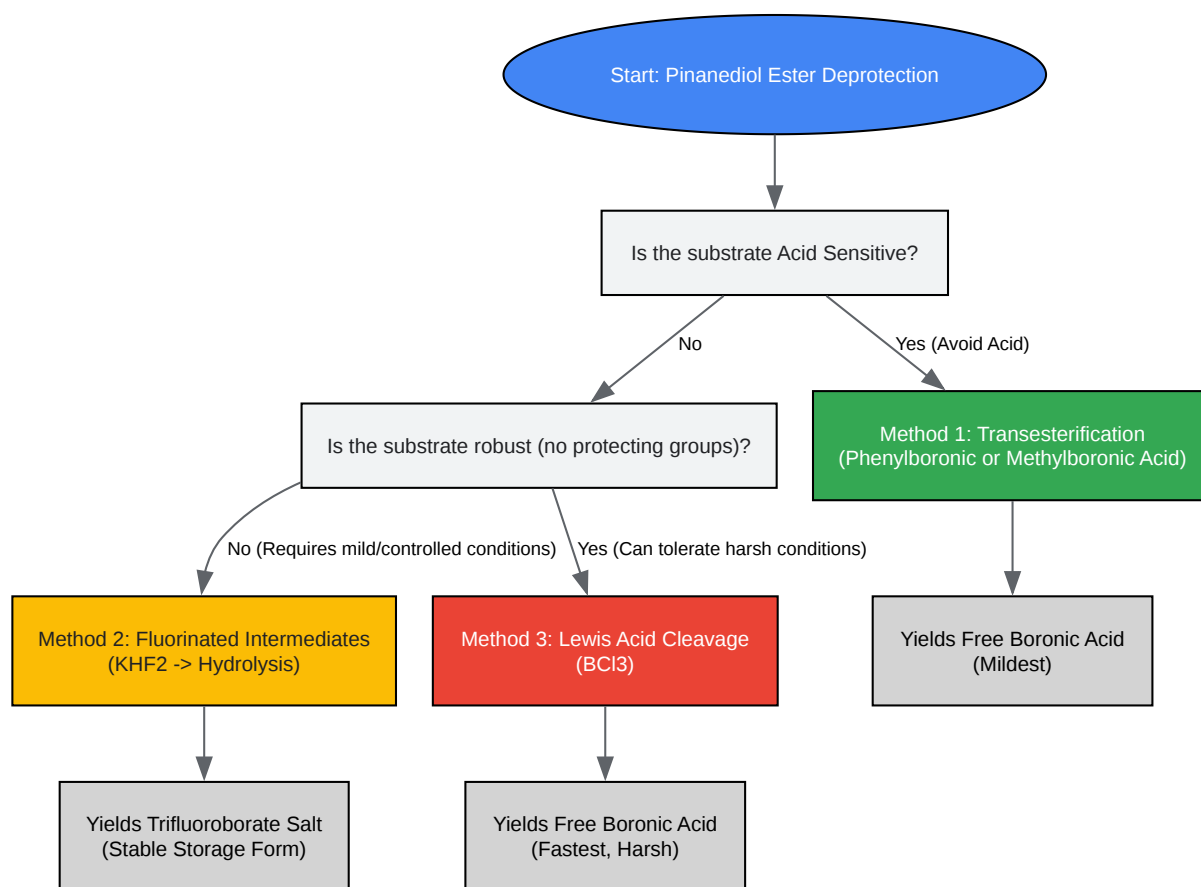 Start: Pinanediol Ester Deprotection
Is the substrate Acid Sensitive?
No
Yes (Avoid Acid)
Is the substrate robust (no protecting groups)?
Method 1: Transesterification
(Phenylboronic or Methylboronic Acid)
No (Requires mild/controlled conditions)
Yes (Can tolerate harsh conditions)
Method 2: Fluorinated Intermediates
(KHF2 -> Hydrolysis)
Method 3: Lewis Acid Cleavage
(BCl3)
Yields Free Boronic Acid
(Mildest)
Yields Trifluoroborate Salt
(Stable Storage Form)
Yields Free Boronic Acid
(Fastest, Harsh)